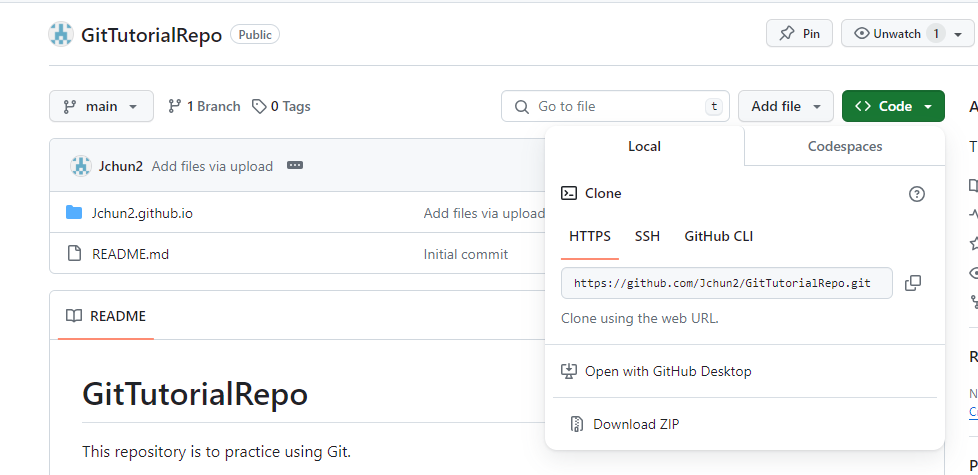 GitTutorialRepo Public Pin Unwatch 1
main 1 Branch 0 Tags Go to file t Add file Code
Local Codespaces
Jchun2 Add files via upload
Clone
Jchun2.github.io Add files via upload
HTTPS SSH GitHub CLI
README.md Initial commit
https://github.com/Jchun2/GitTutorialRepo.git
README
Clone using the web URL.
Open with GitHub Desktop
GitTutorialRepo
Download ZIP
This repository is to practice using Git.